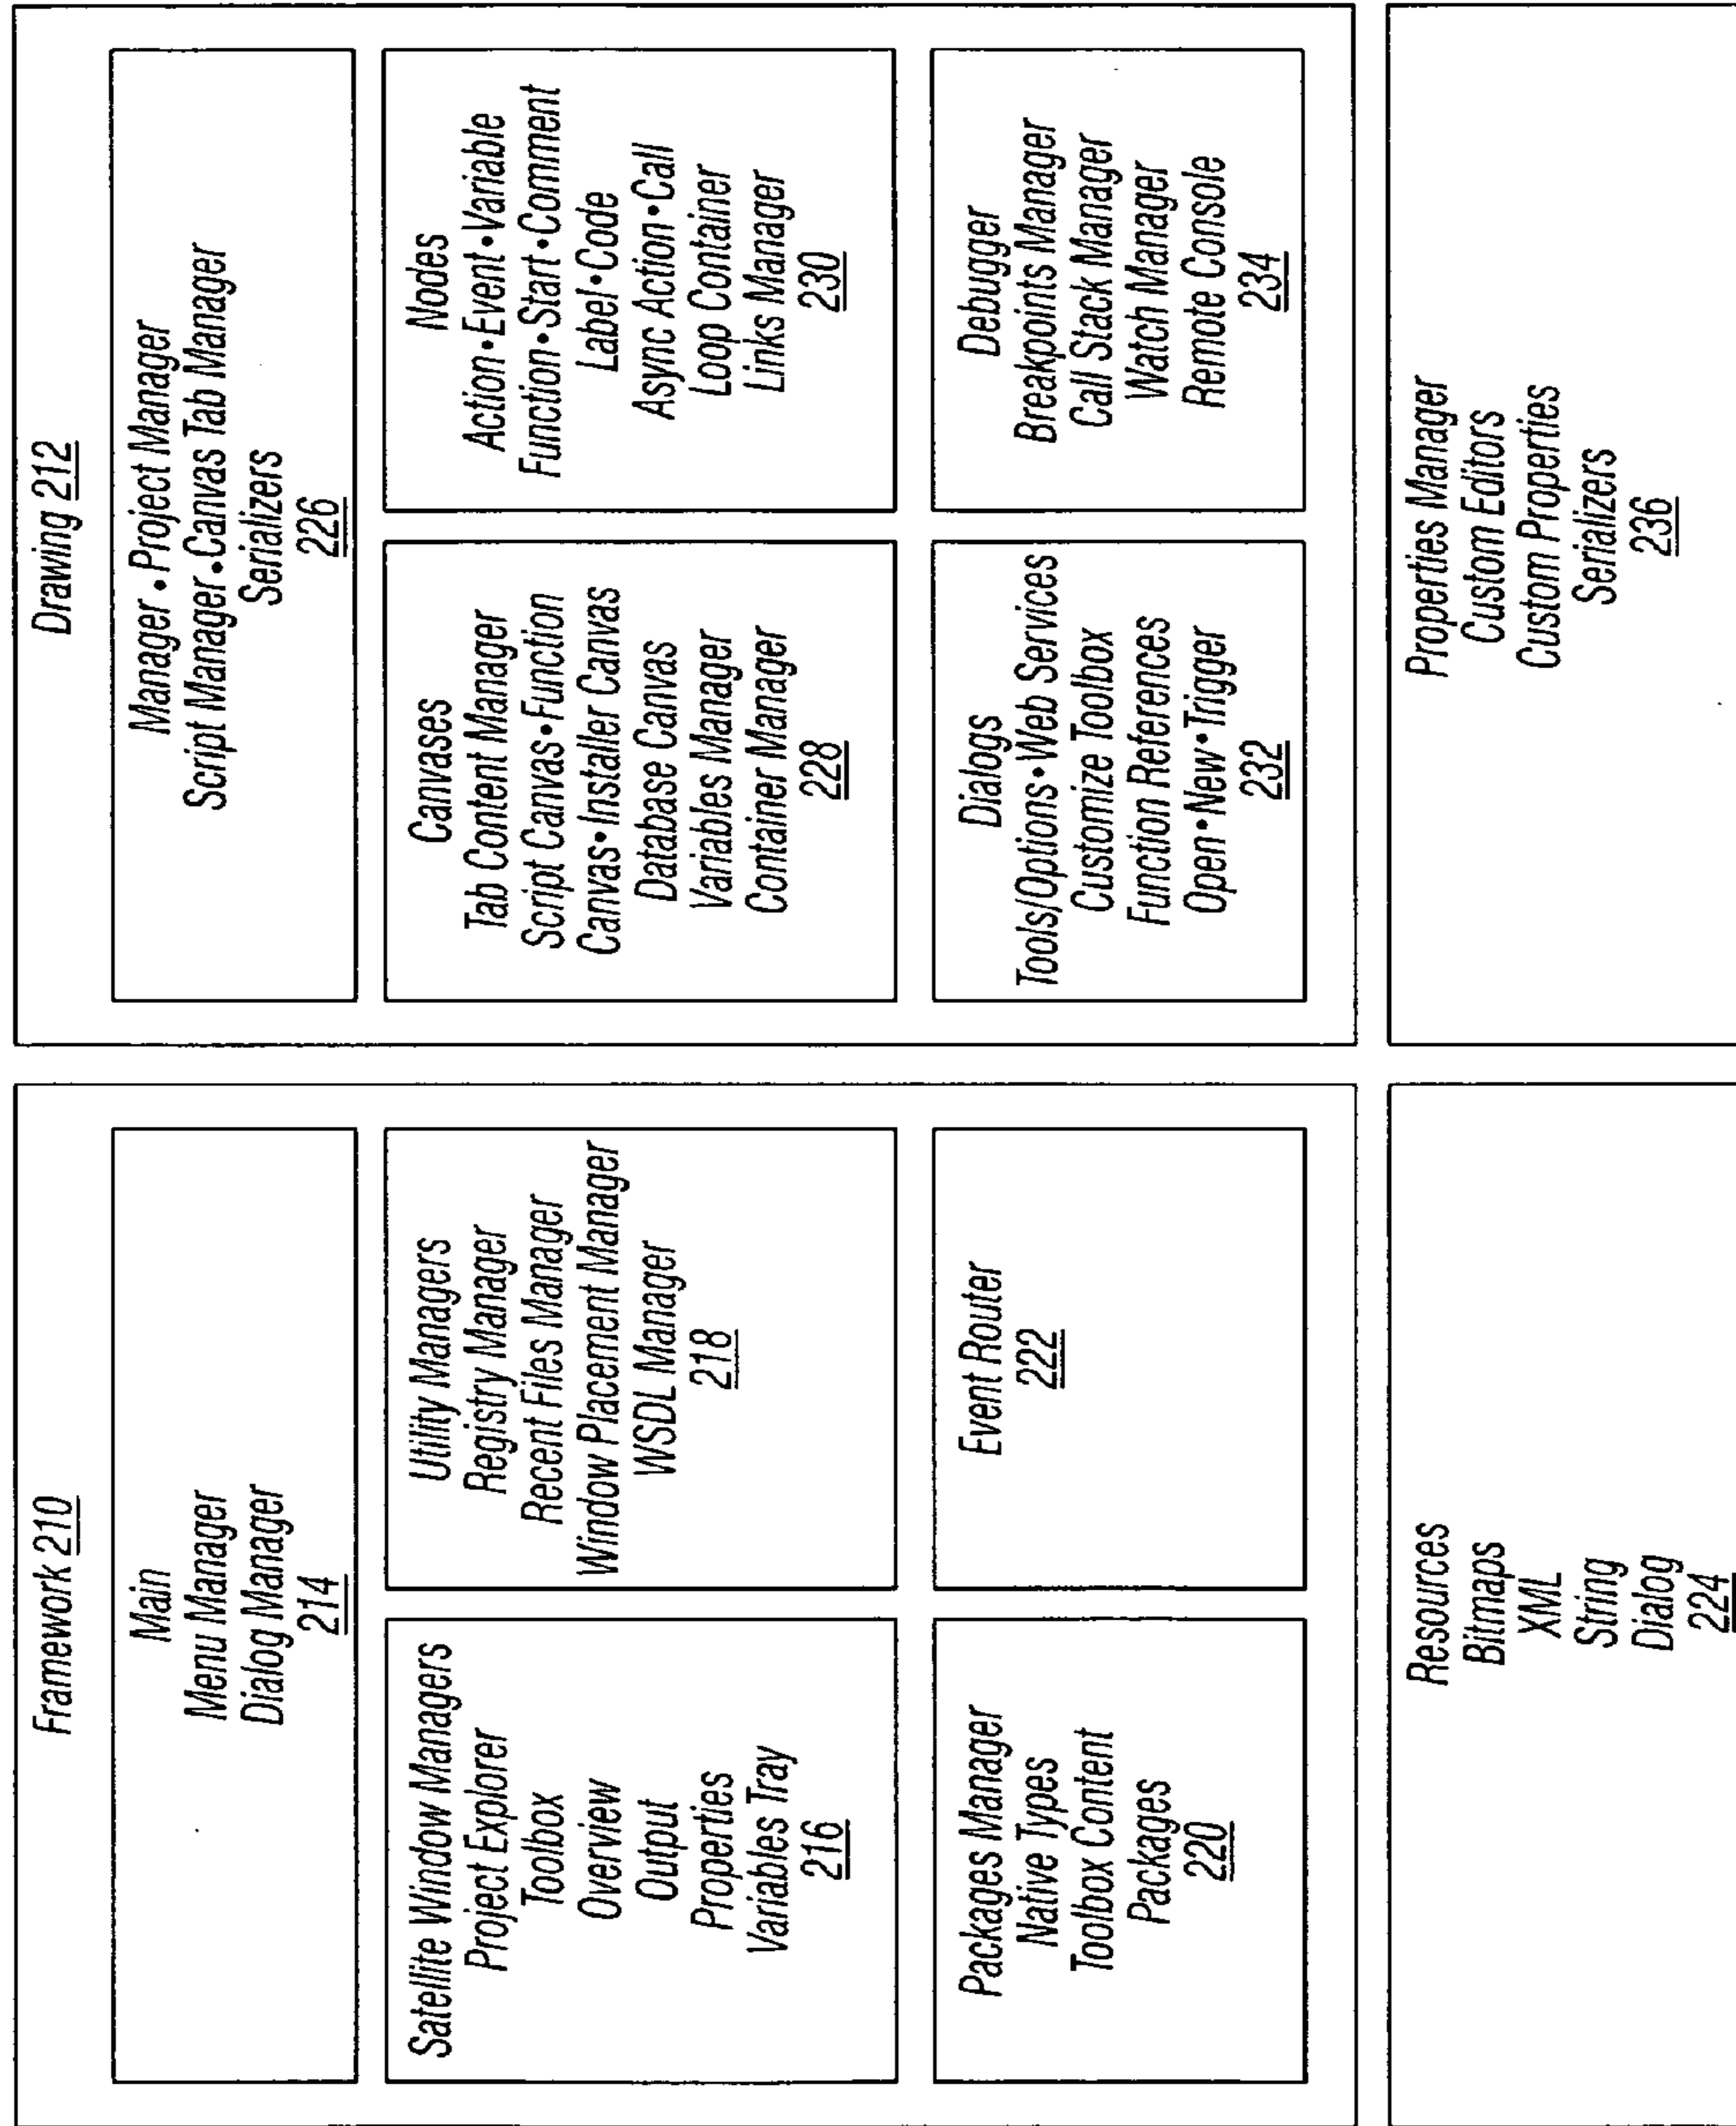 Framework 210
Main
Menu Manager
Dialog Manager
214
Satellite Window Managers
Project Explorer
Toolbox
Overview
Output
Properties
Variables Tray
216
Utility Managers
Registry Manager
Recent Files Manager
Window Placement Manager
WSDL Manager
218
Packages Manager
Native Types
Toolbox Content
Packages
220
Event Router
222
Resources
Bitmaps
XML
String
Dialog
224
Drawing 212
Manager • Project Manager
Script Manager • Canvas Tab Manager
Serializers
226
Canvases
Tab Content Manager
Script Canvas • Function
Canvas • Installer Canvas
Database Canvas
Variables Manager
Container Manager
228
Nodes
Action • Event • Variable
Function • Start • Comment
Label • Code
Async Action • Call
Loop Container
Links Manager
230
Dialogs
Tools/Options • Web Services
Customize Toolbox
Function References
Open • New • Trigger
232
Debugger
Breakpoints Manager
Call Stack Manager
Watch Manager
Remote Console
234
Properties Manager
Custom Editors
Custom Properties
Serializers
236